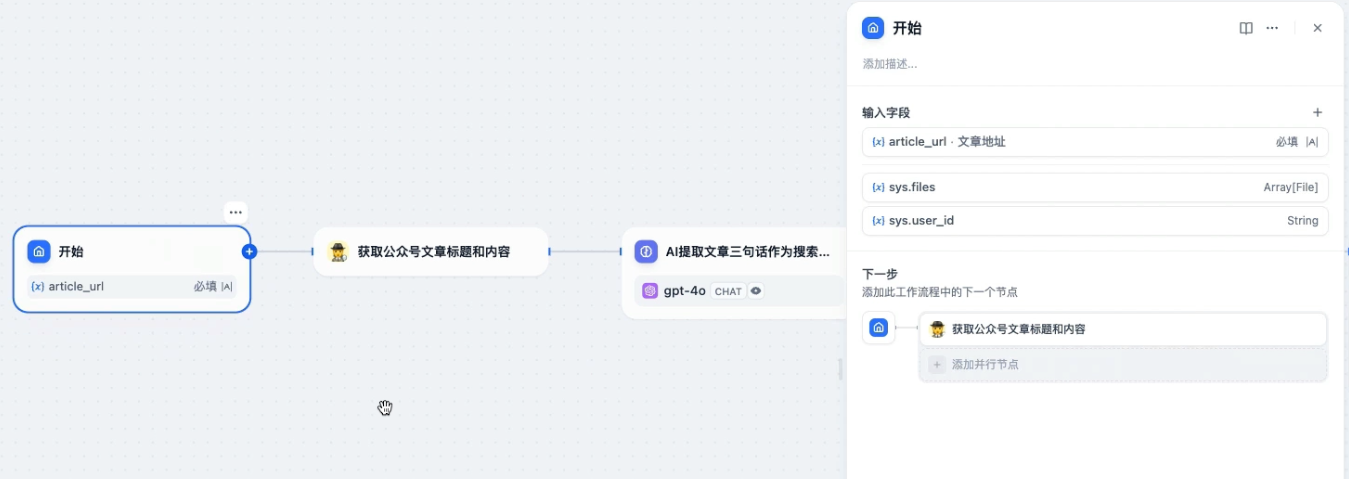 开始
article_url
必填 |A|
获取公众号文章标题和内容
AI提取文章三句话作为搜索...
gpt-4o CHAT
开始
添加描述...
输入字段
{x} article_url · 文章地址 必填 |A|
{x} sys.files Array[File]
{x} sys.user_id String
下一步
添加此工作流程中的下一个节点
获取公众号文章标题和内容
添加并行节点